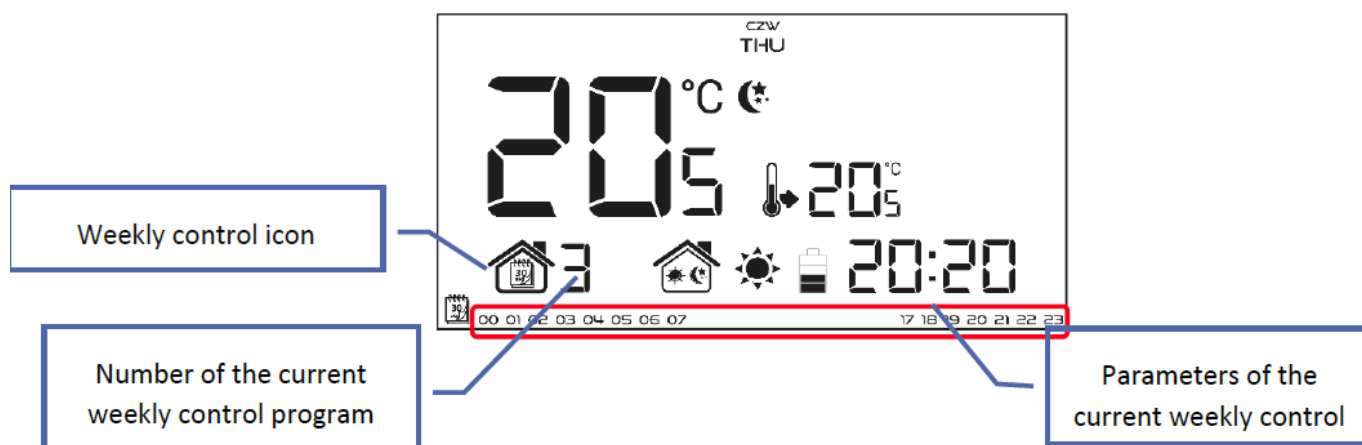 CZW
THU
20 5 °C
20 5 °C
Weekly control icon
30
3
20:20
30
00 01 02 03 04 05 06 07 17 18 19 20 21 22 23
Number of the current
weekly control program
Parameters of the
current weekly control